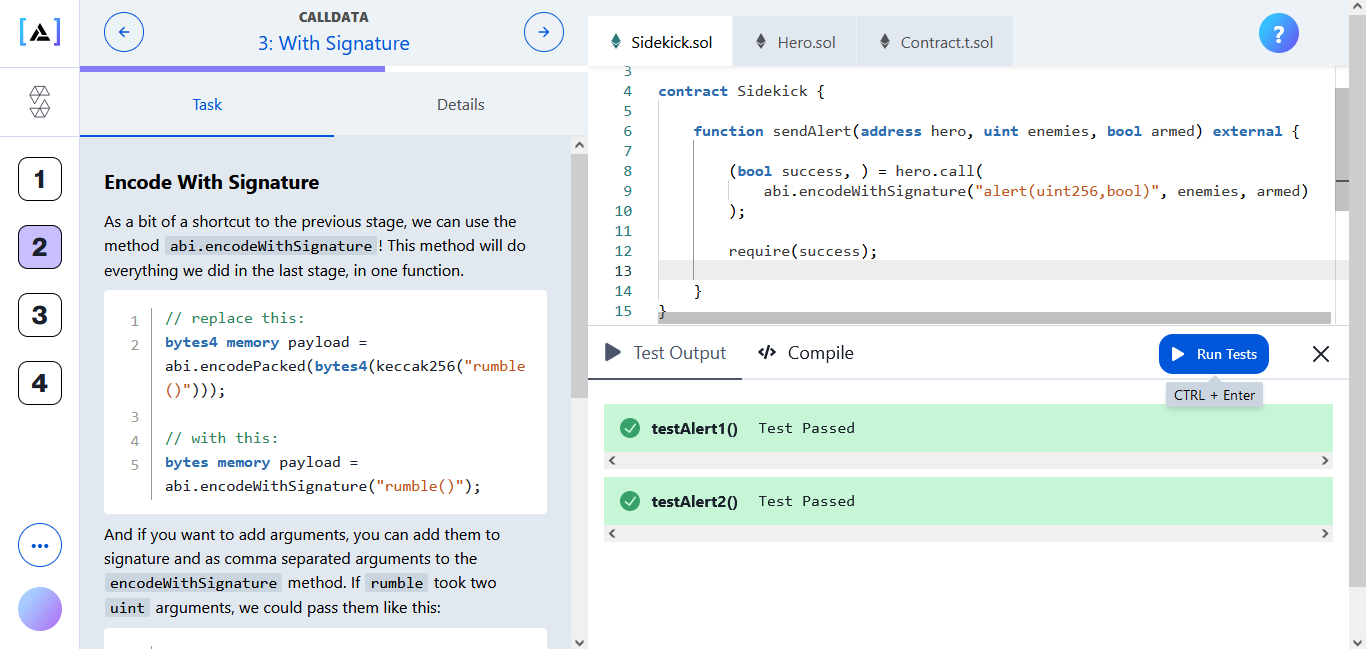 CALLDATA
3: With Signature
Task
Details
1
2
3
4
Encode With Signature
As a bit of a shortcut to the previous stage, we can use the
method abi.encodeWithSignature ! This method will do
everything we did in the last stage, in one function.
1 // replace this:
2 bytes4 memory payload =
abi.encodePacked(bytes4(keccak256("rumble
()")));
3
4 // with this:
5 bytes memory payload =
abi.encodeWithSignature("rumble()");
And if you want to add arguments, you can add them to
signature and as comma separated arguments to the
encodeWithSignature method. If rumble took two
uint arguments, we could pass them like this:
Sidekick.sol
Hero.sol
Contract.t.sol
?
3
4 contract Sidekick {
5
6 function sendAlert(address hero, uint enemies, bool armed) external {
7
8 (bool success, ) = hero.call(
9 abi.encodeWithSignature("alert(uint256,bool)", enemies, armed)
10 );
11
12 require(success);
13
14 }
15 }
Test Output
Compile
Run Tests
CTRL + Enter
testAlert1() Test Passed
testAlert2() Test Passed